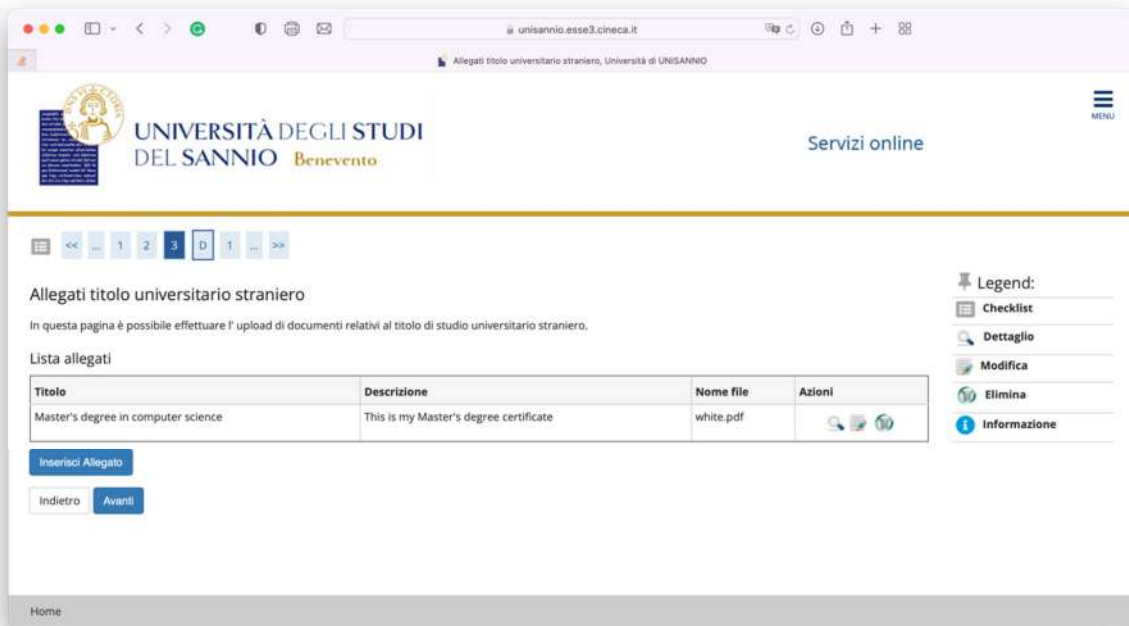 unisannio.esse3.cineca.it
Allegati titolo universitario straniero, Università di UNISANNIO
UNIVERSITÀ DEGLI STUDI
DEL SANNIO Benevento
Servizi online
MENU
<< ... 1 2 3 D 1 ... >>
Allegati titolo universitario straniero
In questa pagina è possibile effettuare l' upload di documenti relativi al titolo di studio universitario straniero.
Lista allegati
Titolo Descrizione Nome file Azioni
Master's degree in computer science This is my Master's degree certificate white.pdf
Inserisci Allegato
Indietro Avanti
Legend:
Checklist
Dettaglio
Modifica
Elimina
Informazione
Home